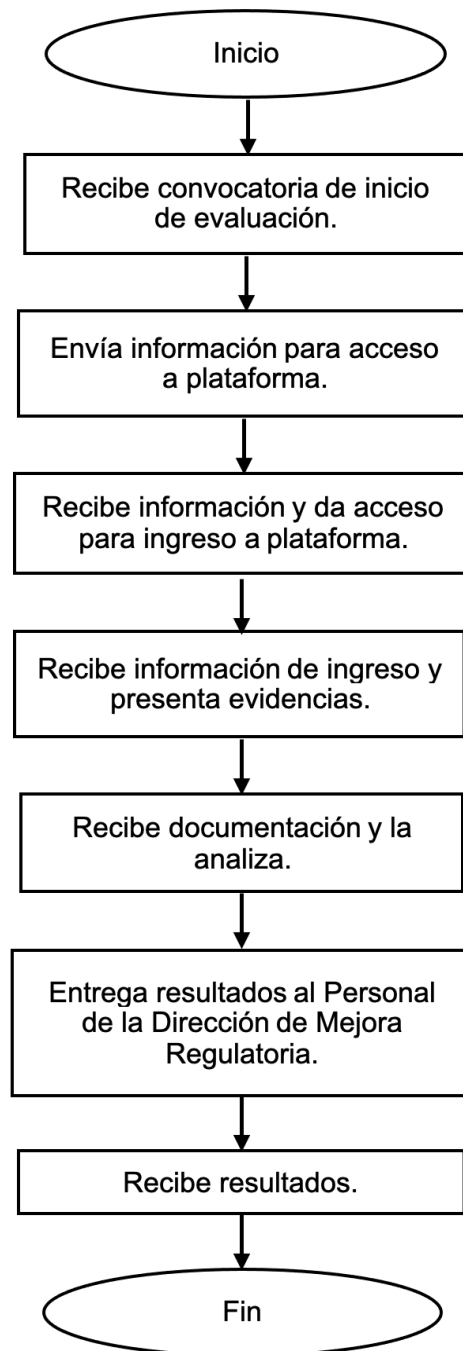 Inicio
Recibe convocatoria de inicio
de evaluación.
Envía información para acceso
a plataforma.
Recibe información y da acceso
para ingreso a plataforma.
Recibe información de ingreso y
presenta evidencias.
Recibe documentación y la
analiza.
Entrega resultados al Personal
de la Dirección de Mejora
Regulatoria.
Recibe resultados.
Fin